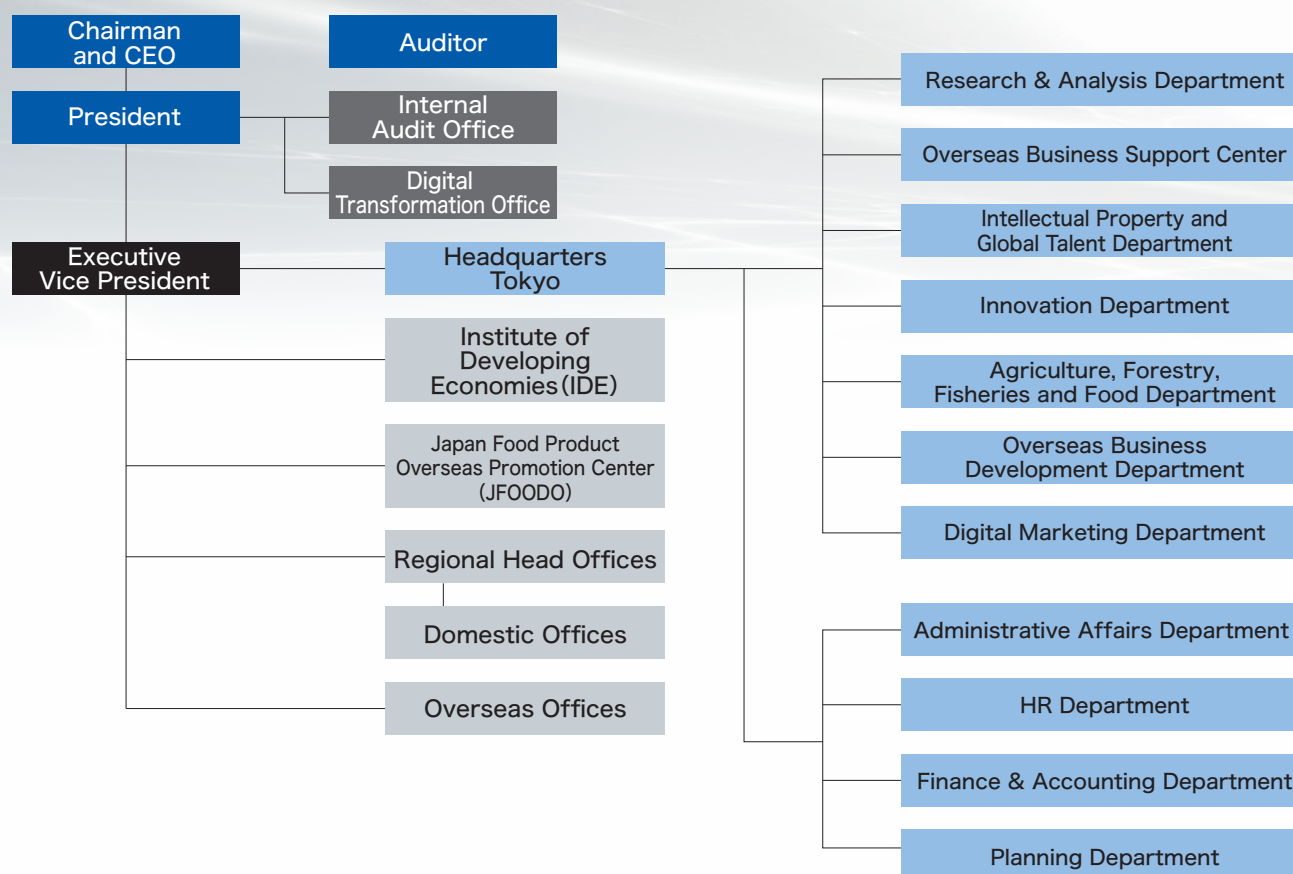 Chairman
and CEO
Auditor
President
Internal
Audit Office
Digital
Transformation Office
Executive
Vice President
Headquarters
Tokyo
Institute of
Developing
Economies(IDE)
Japan Food Product
Overseas Promotion Center
(JFOODO)
Regional Head Offices
Domestic Offices
Overseas Offices
Research & Analysis Department
Overseas Business Support Center
Intellectual Property and
Global Talent Department
Innovation Department
Agriculture, Forestry,
Fisheries and Food Department
Overseas Business
Development Department
Digital Marketing Department
Administrative Affairs Department
HR Department
Finance & Accounting Department
Planning Department